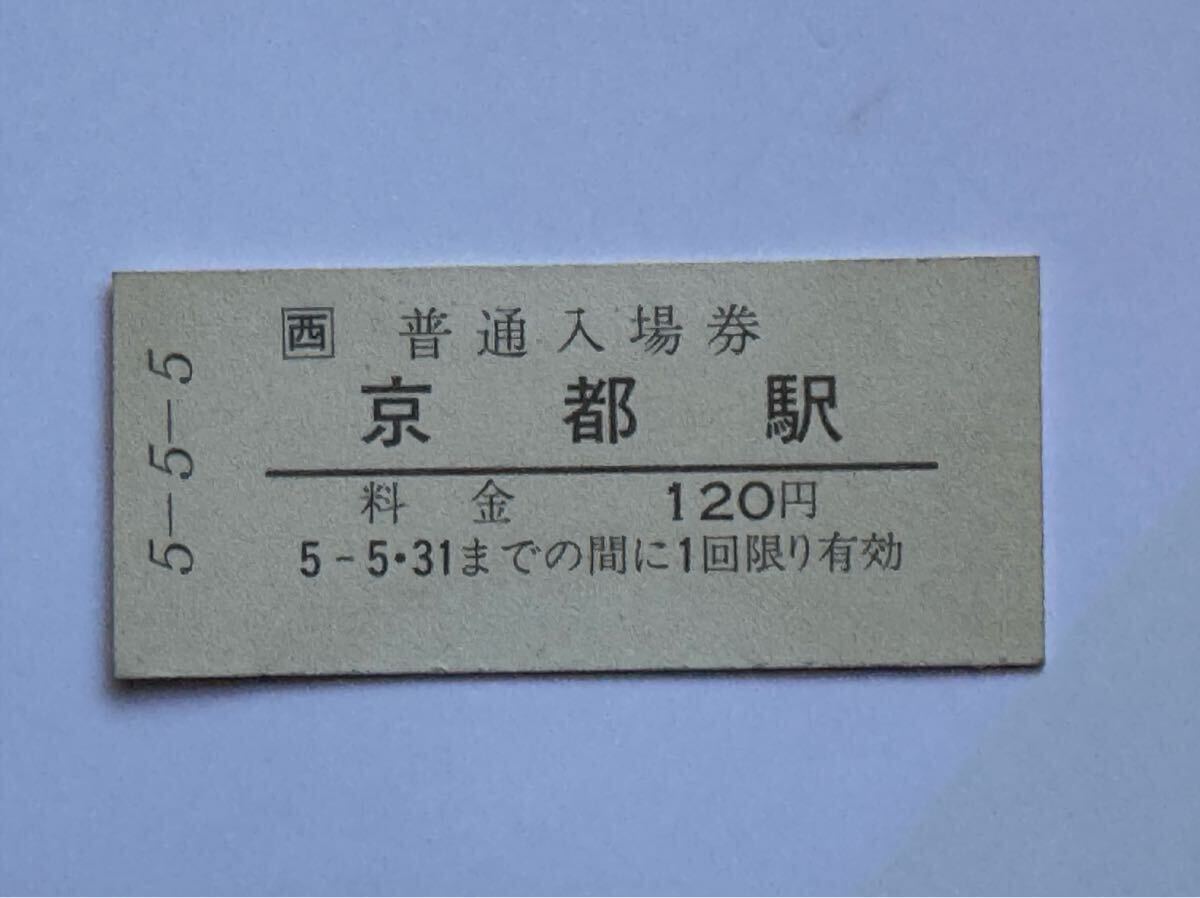 西 普通入場券
京都駅
料金 120円
5-5•31までの間に1回限り有効
5-5-5